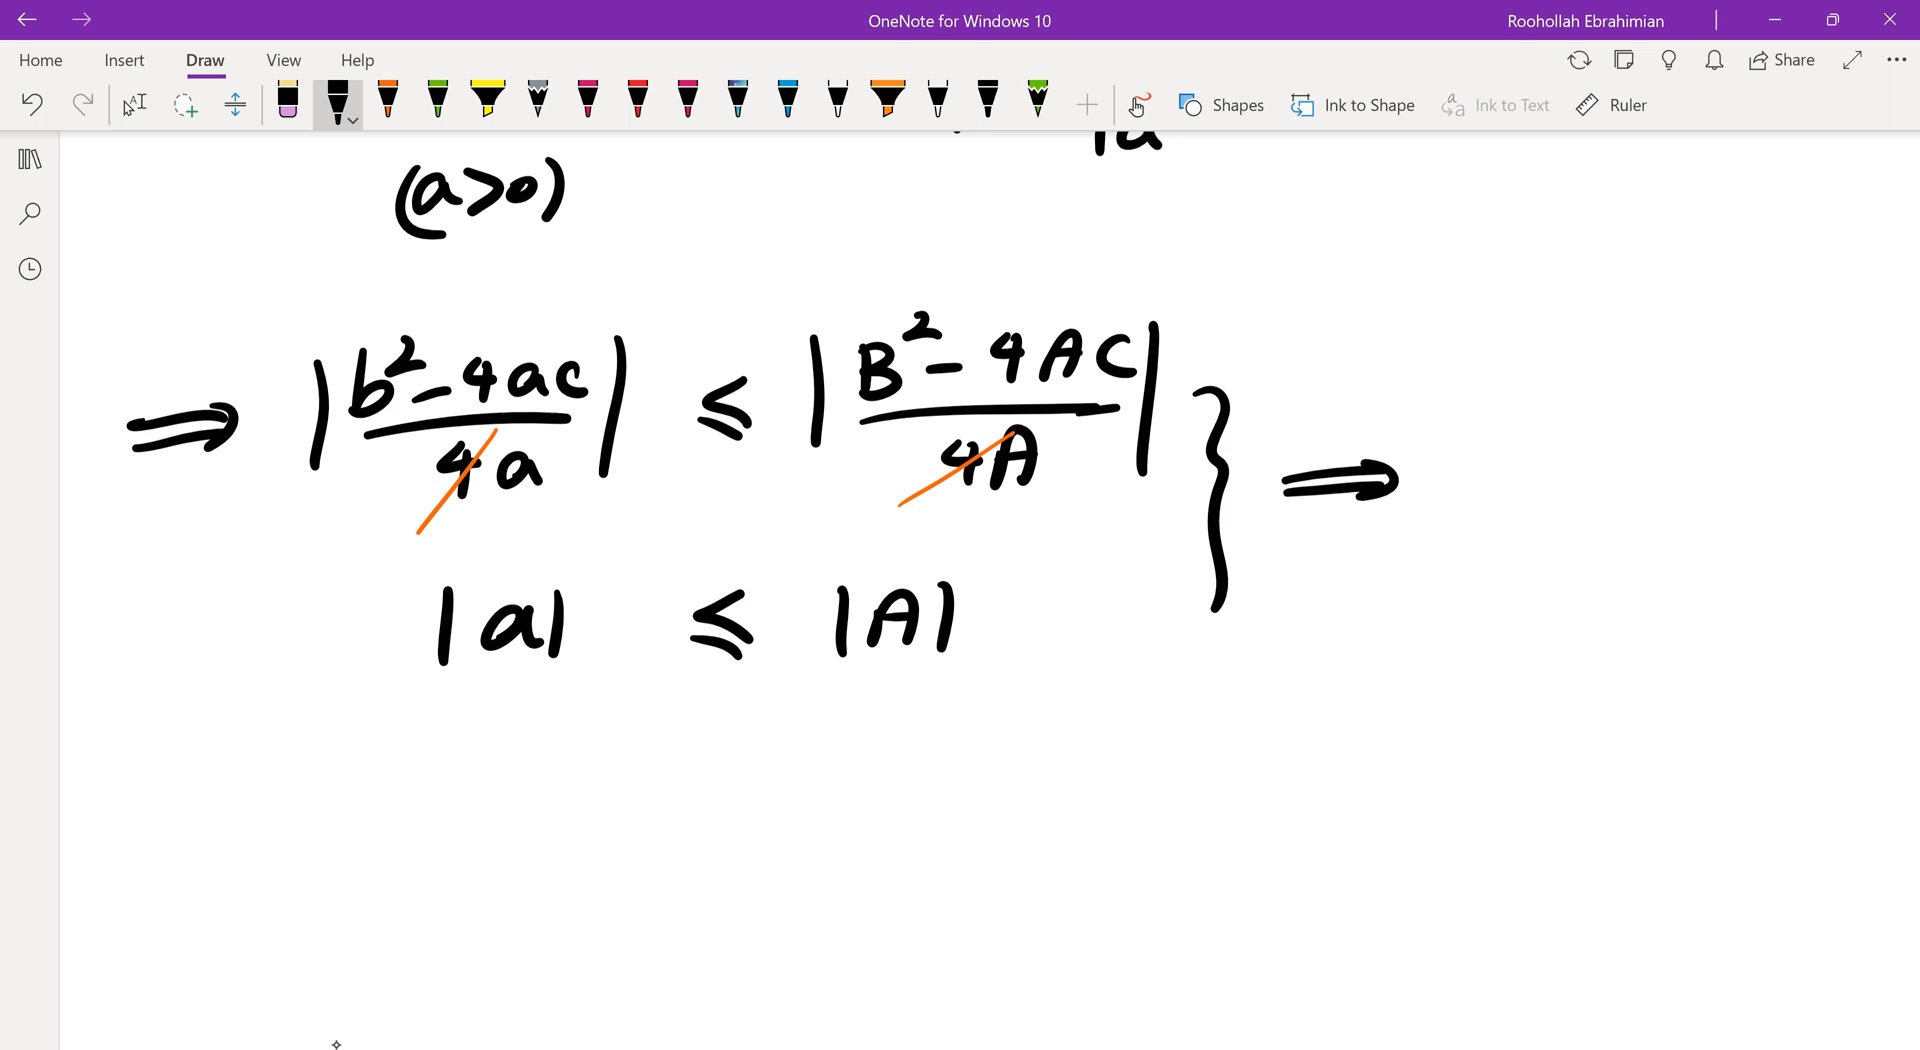 OneNote for Windows 10
Roohollah Ebrahimian
Home Insert Draw View Help
Share
Shapes Ink to Shape Ink to Text Ruler
(a>0)
⇒ |b²-4ac / 4a| ≤ |B²-4AC / 4A| } ⇒
|a| ≤ |A|